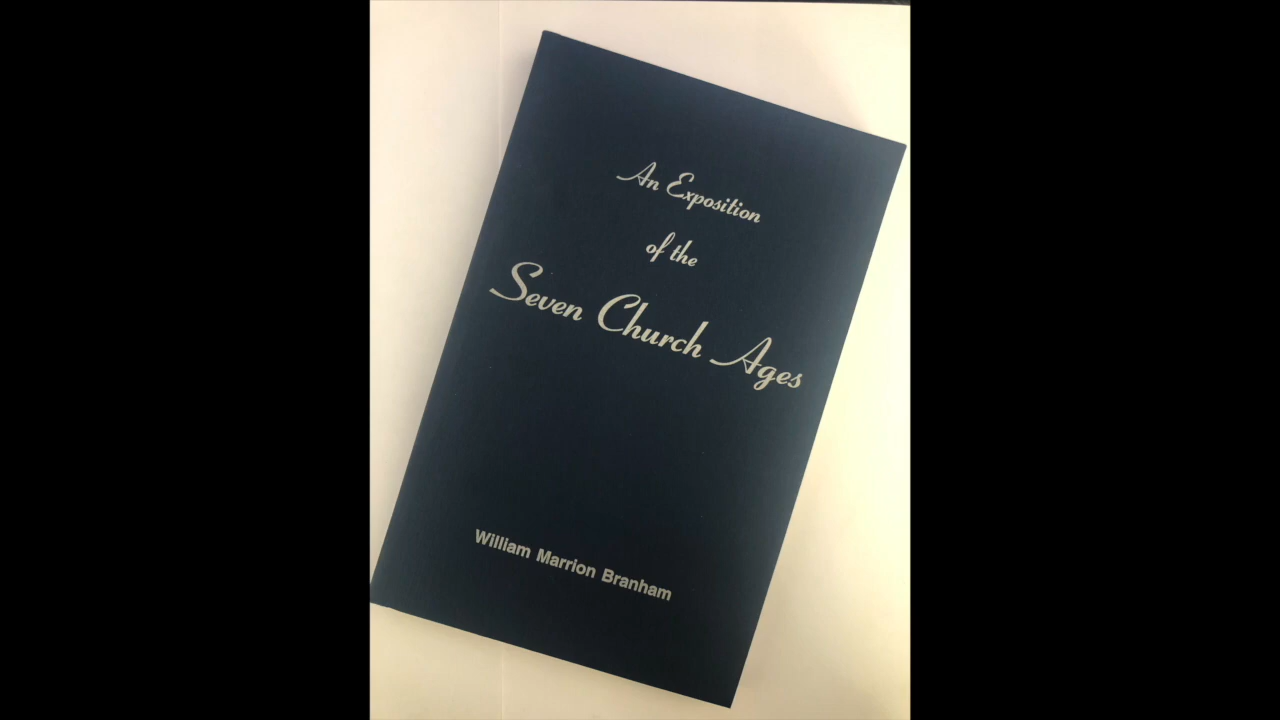 An Exposition
of the
Seven Church Ages
William Marrion Branham